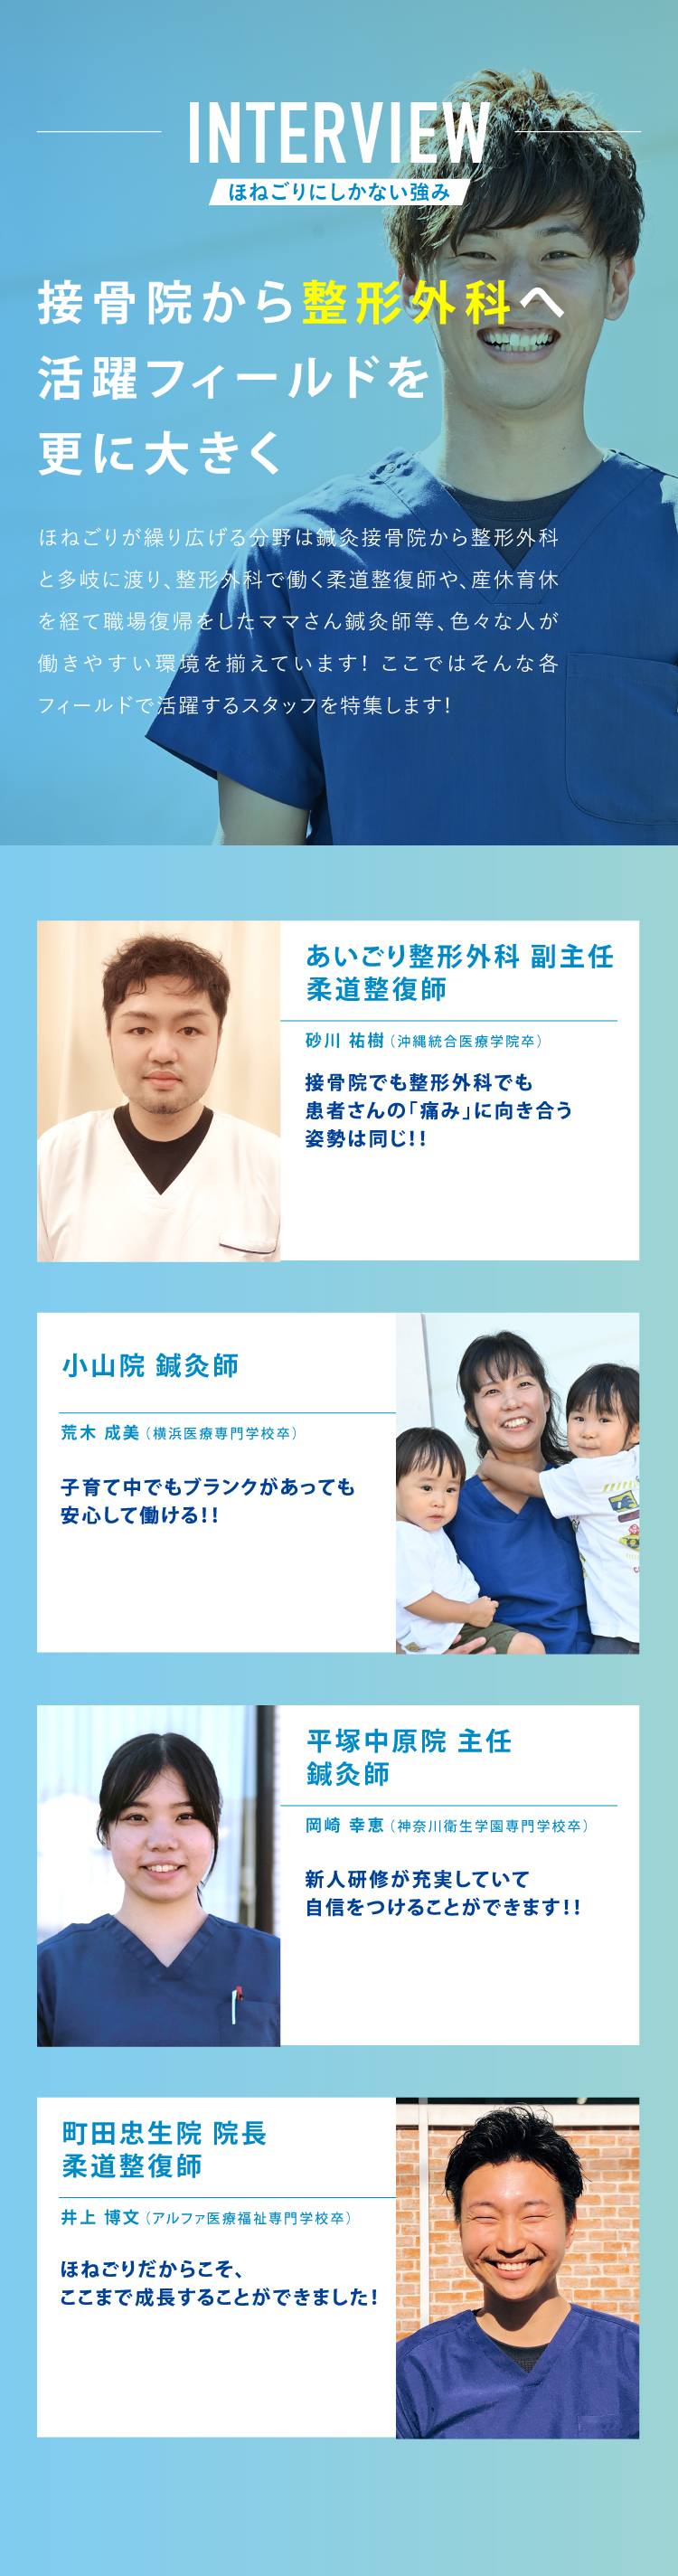 INTERVIEW
ほねごりにしかない強み
接骨院から整形外科へ
活躍フィールドを
更に大きく
ほねごりが繰り広げる分野は鍼灸接骨院から整形外科
と多岐に渡り、整形外科で働く柔道整復師や、産休育休
を経て職場復帰をしたママさん鍼灸師等、色々な人が
働きやすい環境を揃えています！ここではそんな各
フィールドで活躍するスタッフを特集します！
あいごり整形外科 副主任
柔道整復師
砂川 祐樹（沖縄統合医療学院卒）
接骨院でも整形外科でも
患者さんの「痛み」に向き合う
姿勢は同じ！！
小山院 鍼灸師
荒木 成美（横浜医療専門学校卒）
子育て中でもブランクがあっても
安心して働ける！！
平塚中原院 主任
鍼灸師
岡崎 幸恵（神奈川衛生学園専門学校卒）
新人研修が充実していて
自信をつけることができます！！
町田忠生院 院長
柔道整復師
井上 博文（アルファ医療福祉専門学校卒）
ほねごりだからこそ、
ここまで成長することができました！